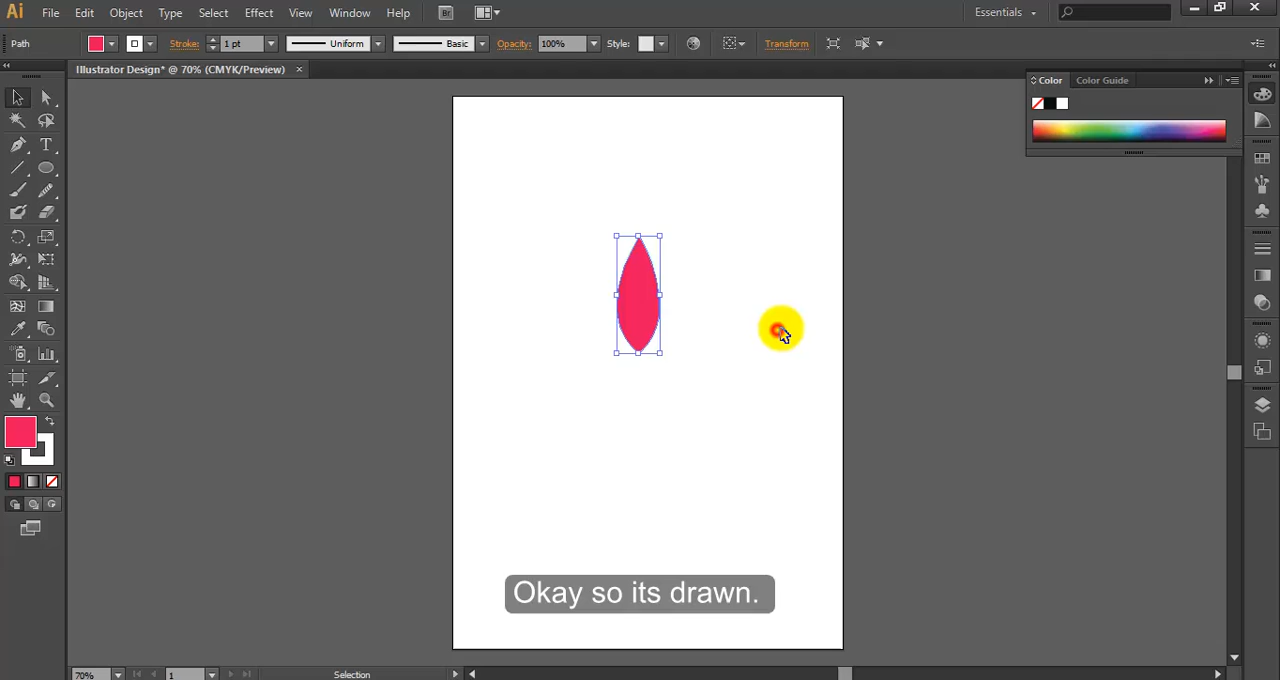 Ai File Edit Object Type Select Effect View Window Help Br Essentials
Path Stroke: 1 pt Uniform Basic Opacity: 100% Style: Transform
Illustrator Design* @ 70% (CMYK/Preview)
Color Color Guide
T
Okay so its drawn.
70% 1 Selection